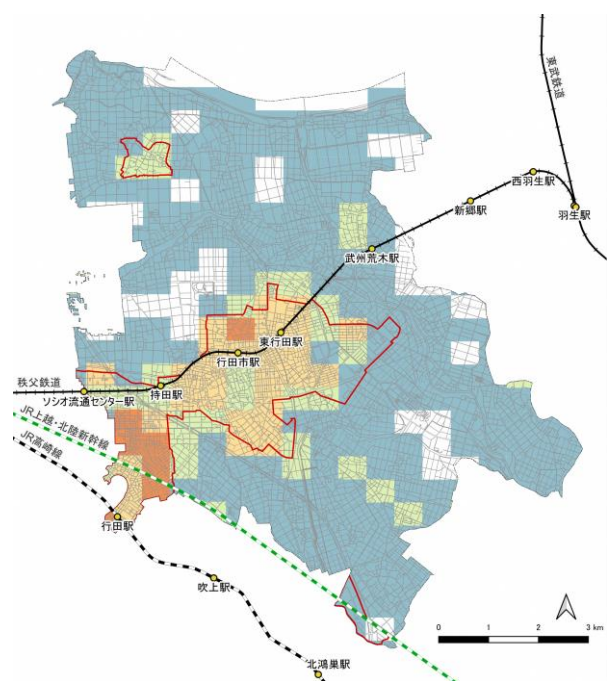 東武鉄道
西羽生駅
新郷駅
羽生駅
武州荒木駅
東行田駅
行田市駅
秩父鉄道
持田駅
ソシオ流通センター駅
JR上越・北陸新幹線
JR高崎線
行田駅
吹上駅
北鴻巣駅
0 1 2 3 km